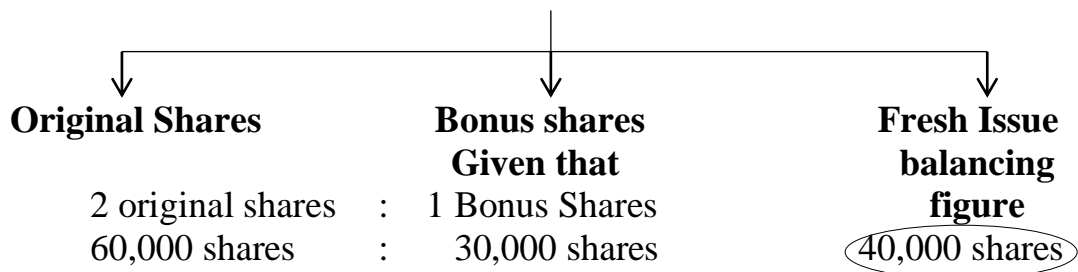 Original Shares Bonus shares Fresh Issue
Given that balancing
2 original shares : 1 Bonus Shares figure
60,000 shares : 30,000 shares 40,000 shares